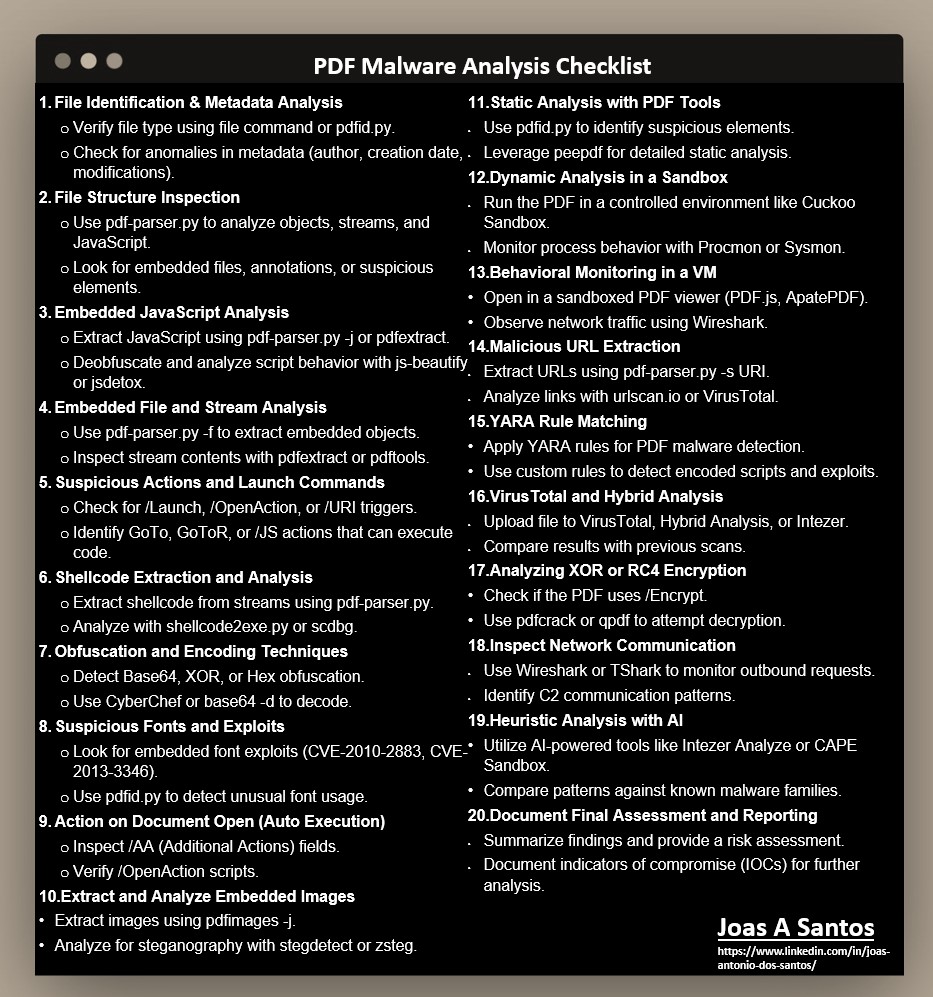 PDF Malware Analysis Checklist
1. File Identification & Metadata Analysis
o Verify file type using file command or pdfid.py.
o Check for anomalies in metadata (author, creation date,
modifications).
2. File Structure Inspection
o Use pdf-parser.py to analyze objects, streams, and
JavaScript.
o Look for embedded files, annotations, or suspicious
elements.
3. Embedded JavaScript Analysis
o Extract JavaScript using pdf-parser.py -j or pdfextract.
o Deobfuscate and analyze script behavior with js-beautify
or jsdetox.
4. Embedded File and Stream Analysis
o Use pdf-parser.py -f to extract embedded objects.
o Inspect stream contents with pdfextract or pdftools.
5. Suspicious Actions and Launch Commands
o Check for /Launch, /OpenAction, or /URI triggers.
o Identify GoTo, GoToR, or /JS actions that can execute
code.
6. Shellcode Extraction and Analysis
o Extract shellcode from streams using pdf-parser.py.
o Analyze with shellcode2exe.py or scdbg.
7. Obfuscation and Encoding Techniques
o Detect Base64, XOR, or Hex obfuscation.
o Use CyberChef or base64 -d to decode.
8. Suspicious Fonts and Exploits
o Look for embedded font exploits (CVE-2010-2883, CVE-
2013-3346).
o Use pdfid.py to detect unusual font usage.
9. Action on Document Open (Auto Execution)
o Inspect /AA (Additional Actions) fields.
o Verify /OpenAction scripts.
10.Extract and Analyze Embedded Images
• Extract images using pdfimages -j.
• Analyze for steganography with stegdetect or zsteg.
11.Static Analysis with PDF Tools
. Use pdfid.py to identify suspicious elements.
. Leverage peepdf for detailed static analysis.
12.Dynamic Analysis in a Sandbox
. Run the PDF in a controlled environment like Cuckoo
Sandbox.
. Monitor process behavior with Procmon or Sysmon.
13.Behavioral Monitoring in a VM
• Open in a sandboxed PDF viewer (PDF.js, ApatePDF).
• Observe network traffic using Wireshark.
14.Malicious URL Extraction
. Extract URLs using pdf-parser.py -s URI.
. Analyze links with urlscan.io or VirusTotal.
15.YARA Rule Matching
• Apply YARA rules for PDF malware detection.
• Use custom rules to detect encoded scripts and exploits.
16.VirusTotal and Hybrid Analysis
. Upload file to VirusTotal, Hybrid Analysis, or Intezer.
. Compare results with previous scans.
17.Analyzing XOR or RC4 Encryption
• Check if the PDF uses /Encrypt.
• Use pdfcrack or qpdf to attempt decryption.
18.Inspect Network Communication
. Use Wireshark or TShark to monitor outbound requests.
. Identify C2 communication patterns.
19.Heuristic Analysis with AI
• Utilize AI-powered tools like Intezer Analyze or CAPE
Sandbox.
• Compare patterns against known malware families.
20.Document Final Assessment and Reporting
. Summarize findings and provide a risk assessment.
. Document indicators of compromise (IOCs) for further
analysis.
Joas A Santos
https://www.linkedin.com/in/joas-
antonio-dos-santos/